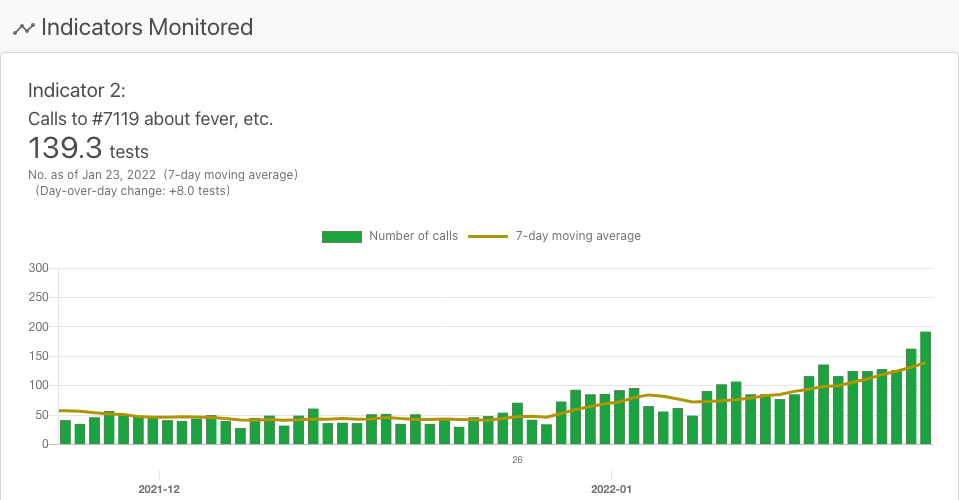 Indicators Monitored
Indicator 2:
Calls to #7119 about fever, etc.
139.3 tests
No. as of Jan 23, 2022 (7-day moving average)
(Day-over-day change: +8.0 tests)
Number of calls 7-day moving average
300
250
200
150
100
50
0
26
2021-12 2022-01